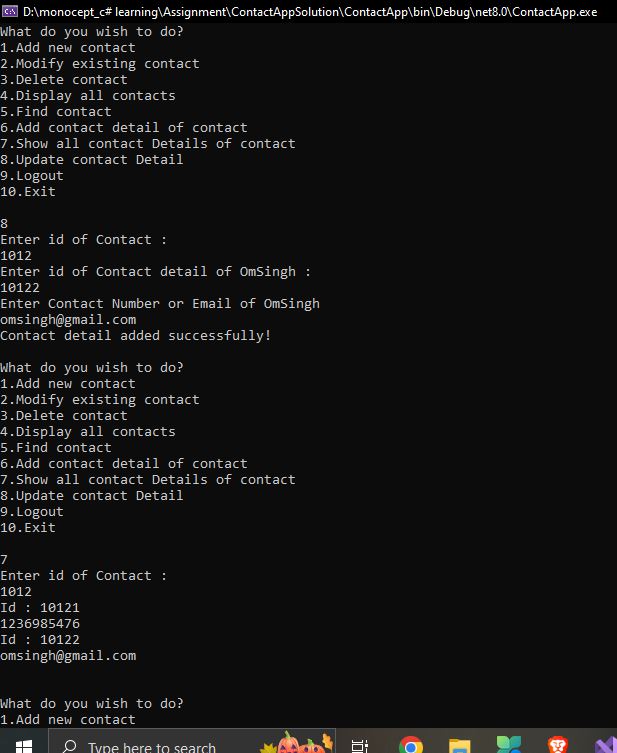 D:\monocept_c# learning\Assignment\ContactAppSolution\ContactApp\bin\Debug\net8.0\ContactApp.exe
What do you wish to do?
1.Add new contact
2.Modify existing contact
3.Delete contact
4.Display all contacts
5.Find contact
6.Add contact detail of contact
7.Show all contact Details of contact
8.Update contact Detail
9.Logout
10.Exit
8
Enter id of Contact :
1012
Enter id of Contact detail of OmSingh :
10122
Enter Contact Number or Email of OmSingh
omsingh@gmail.com
Contact detail added successfully!
What do you wish to do?
1.Add new contact
2.Modify existing contact
3.Delete contact
4.Display all contacts
5.Find contact
6.Add contact detail of contact
7.Show all contact Details of contact
8.Update contact Detail
9.Logout
10.Exit
7
Enter id of Contact :
1012
Id : 10121
1236985476
Id : 10122
omsingh@gmail.com
What do you wish to do?
1.Add new contact
Type here to search